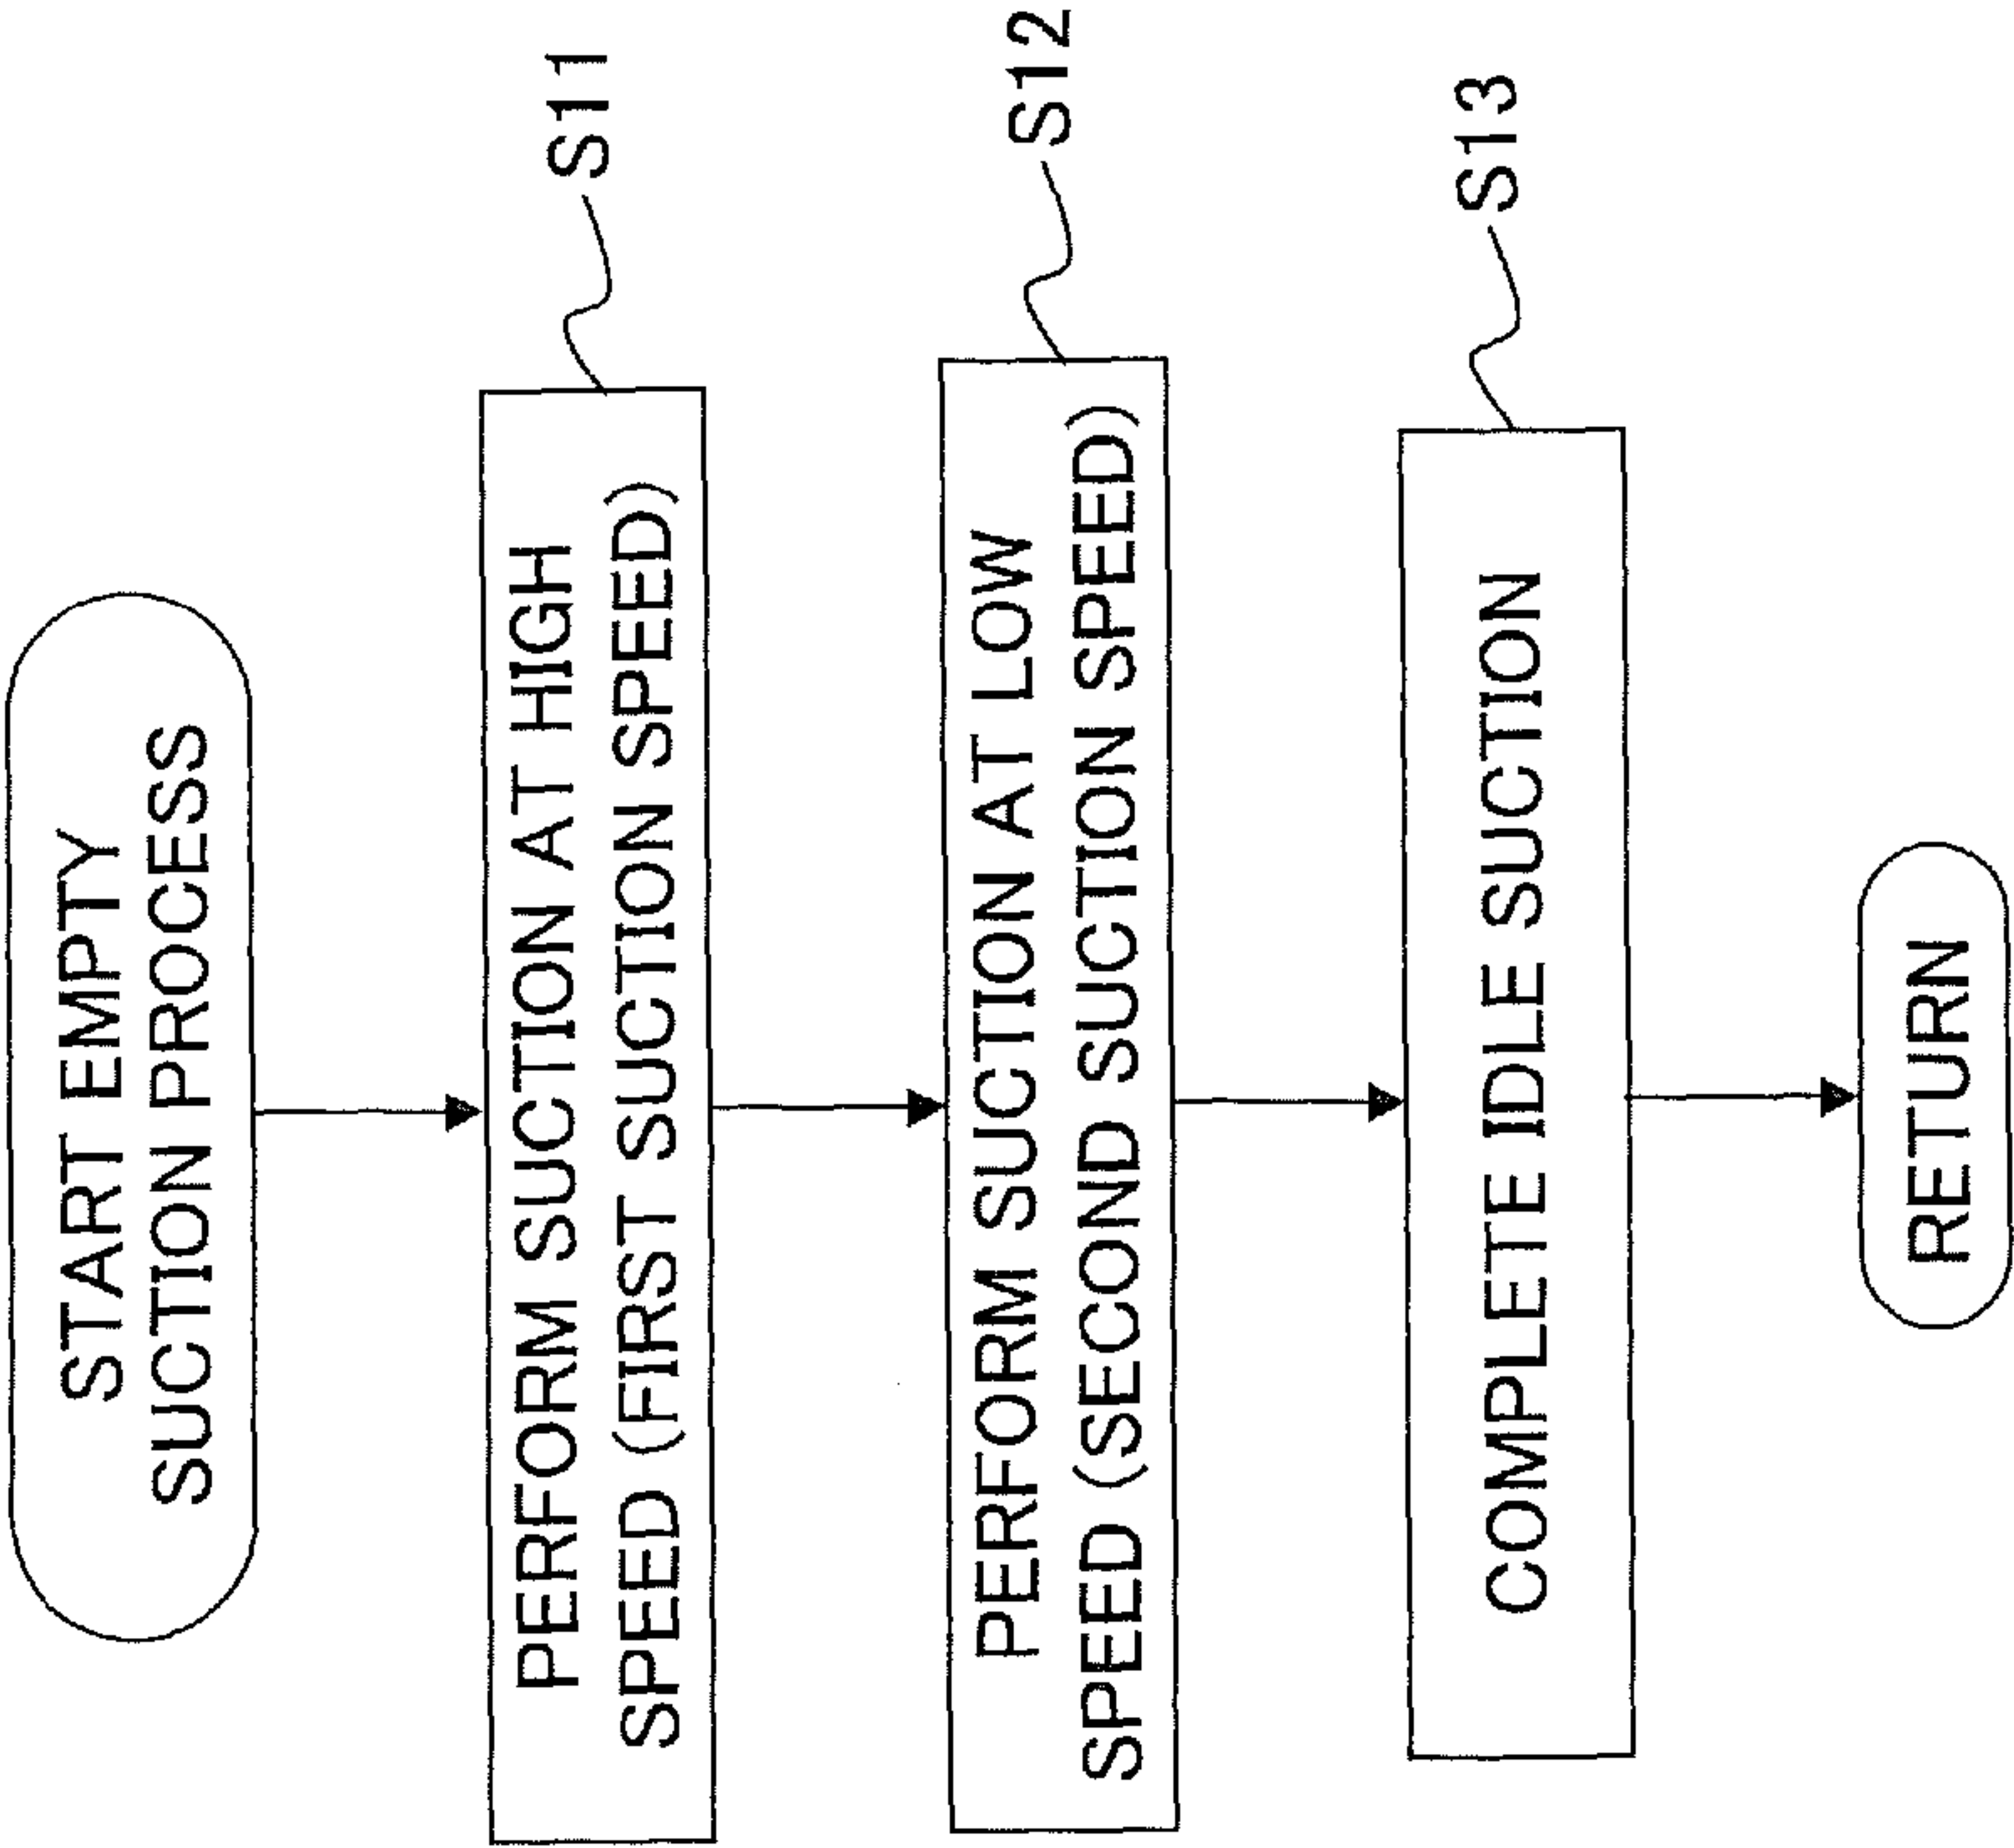 START EMPTY
SUCTION PROCESS
PERFORM SUCTION AT HIGH
SPEED (FIRST SUCTION SPEED)
S11
PERFORM SUCTION AT LOW
SPEED (SECOND SUCTION SPEED)
S12
COMPLETE IDLE SUCTION
S13
RETURN